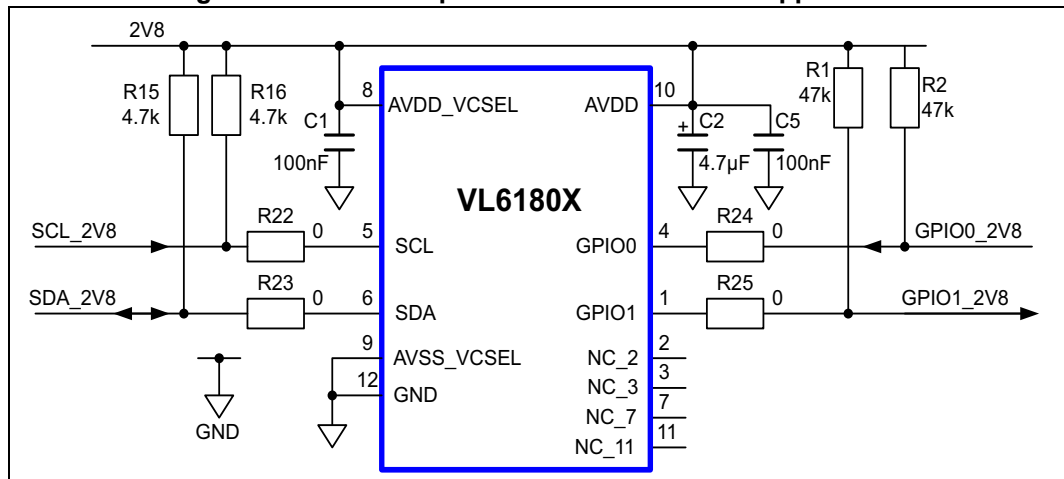 2V8
R15
4.7k
R16
4.7k
C1
100nF
8
AVDD_VCSEL
AVDD
10
+
C2
4.7µF
C5
100nF
R1
47k
R2
47k
VL6180X
SCL_2V8
R22
0
5
SCL
GPIO0
4
R24
0
GPIO0_2V8
SDA_2V8
R23
0
6
SDA
GPIO1
1
R25
0
GPIO1_2V8
9
AVSS_VCSEL
12
GND
NC_2
2
NC_3
3
NC_7
7
NC_11
11
GND